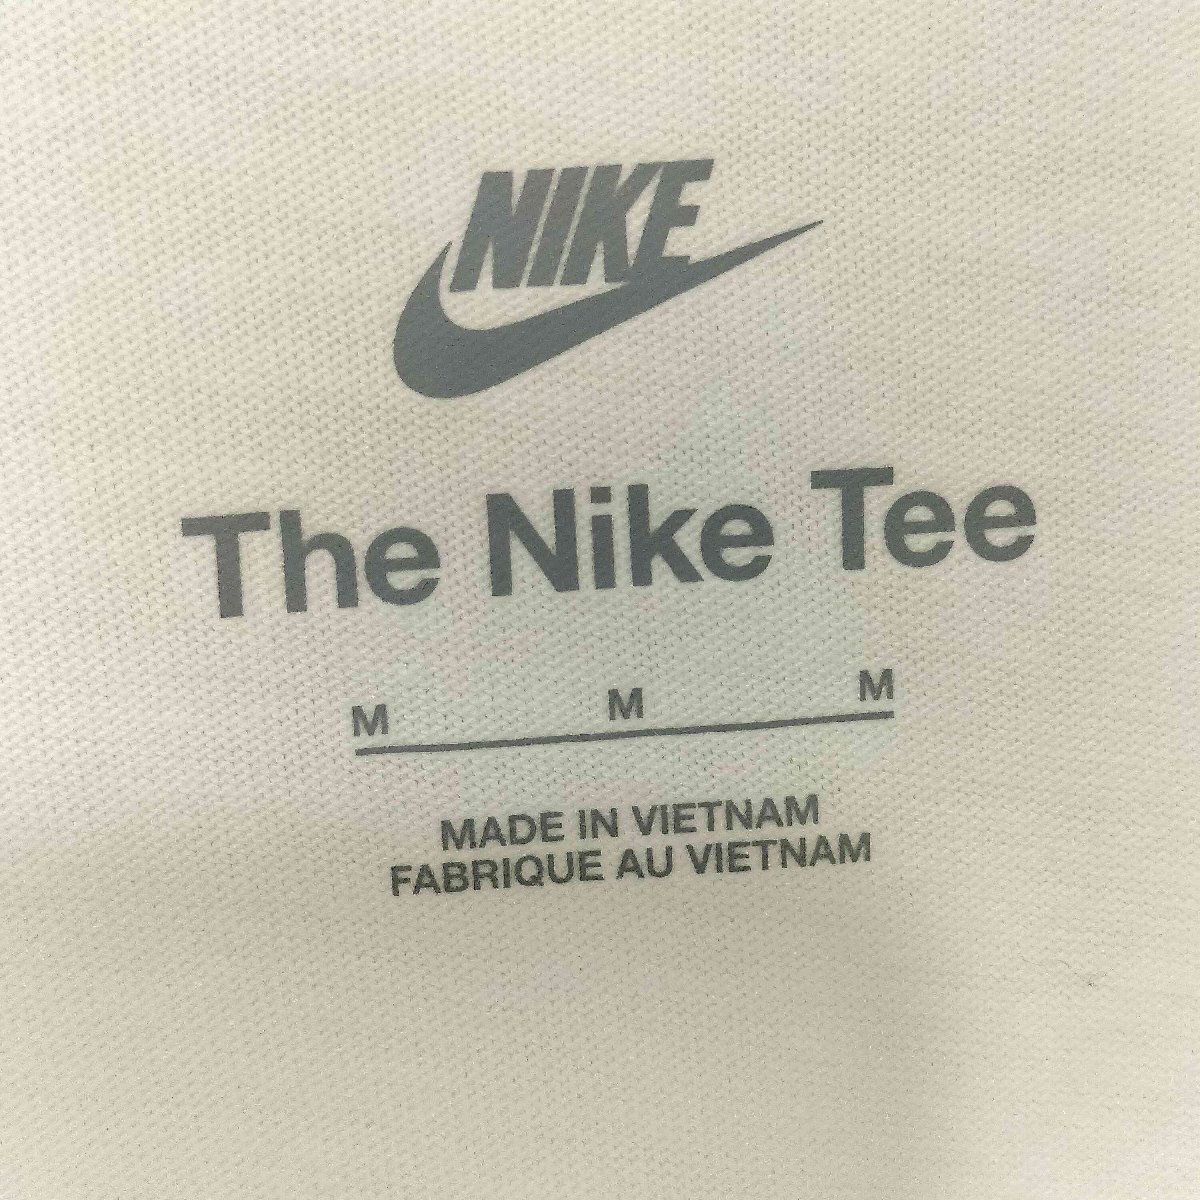 NIKE
The Nike Tee
M M M
MADE IN VIETNAM
FABRIQUE AU VIETNAM